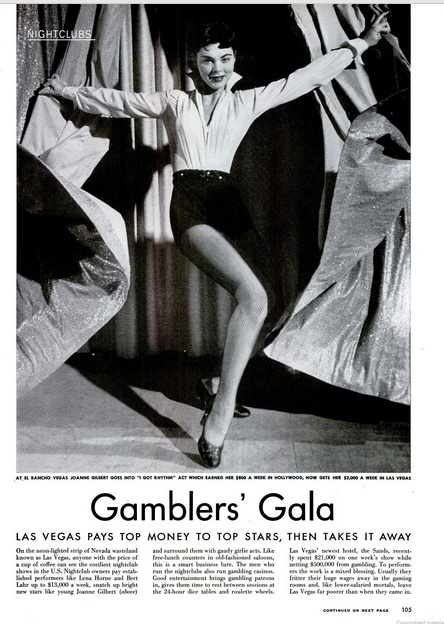 NIGHTCLUBS
AT EL RANCHO VEGAS JOANNE GILBERT GOES INTO "I GOT RHYTHM" ACT WHICH EARNED HER $800 A WEEK IN HOLLYWOOD, NOW GETS HER $3,000 A WEEK IN LAS VEGAS
Gamblers' Gala
LAS VEGAS PAYS TOP MONEY TO TOP STARS, THEN TAKES IT AWAY
On the neon-lighted strip of Nevada wasteland
known as Las Vegas, anyone with the price of
a cup of coffee can see the costliest nightclub
shows in the U.S. Nightclub owners pay estab-
lished performers like Lena Horne and Bert
Lahr up to $13,000 a week, snatch up bright
new stars like young Joanne Gilbert (above)
and surround them with gaudy girlie acts. Like
free-lunch counters in old-fashioned saloons,
this is a smart business lure. The men who
run the nightclubs also run gambling casinos.
Good entertainment brings gambling patrons
in, gives them time to rest between sessions at
the 24-hour dice tables and roulette wheels.
Las Vegas' newest hotel, the Sands, recent-
ly spent $21,000 on one week's show while
netting $500,000 from gambling. To perform-
ers the work is a mixed blessing. Usually they
fritter their huge wages away in the gaming
rooms and, like lower-salaried mortals, leave
Las Vegas far poorer than when they came in.
CONTINUED ON NEXT PAGE 105
Copyrighted material